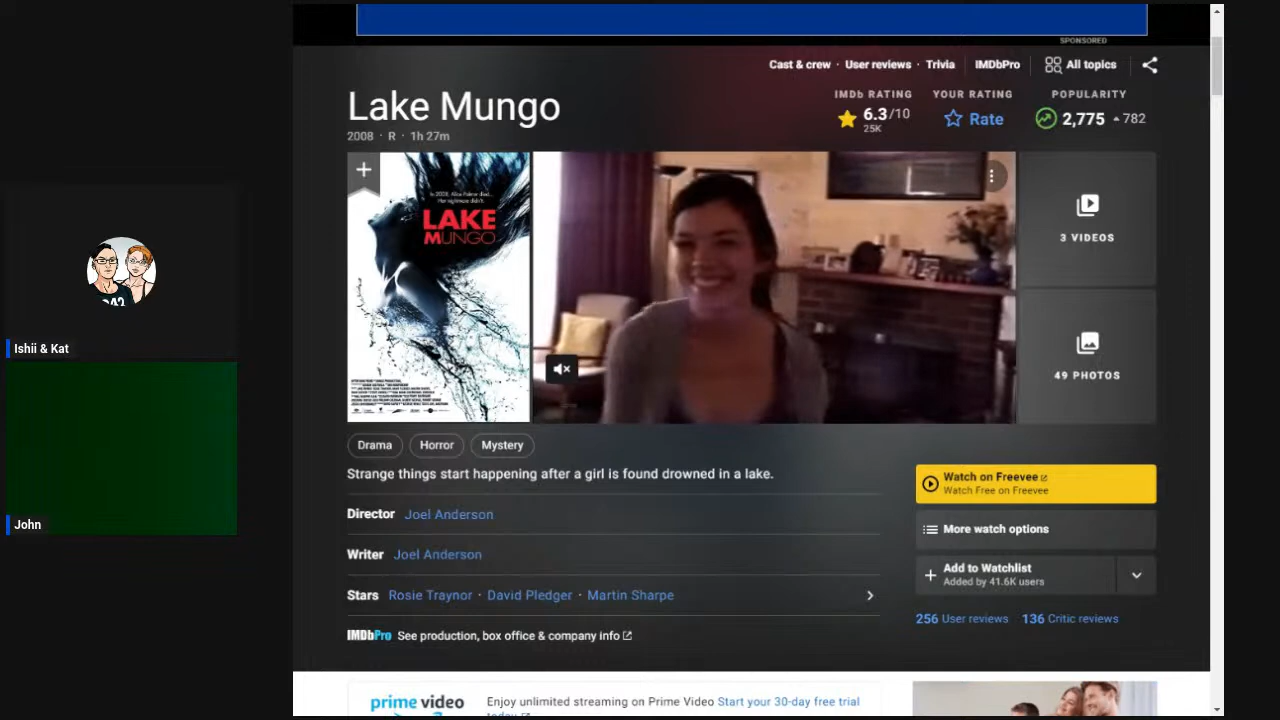 SPONSORED
Cast & crew · User reviews · Trivia IMDbPro All topics
Lake Mungo
2008 · R · 1h 27m
IMDb RATING
6.3/10
25K
YOUR RATING
Rate
POPULARITY
2,775 782
LAKE
MUNGO
3 VIDEOS
49 PHOTOS
Ishii & Kat
John
Drama Horror Mystery
Strange things start happening after a girl is found drowned in a lake.
Director Joel Anderson
Writer Joel Anderson
Stars Rosie Traynor · David Pledger · Martin Sharpe
IMDbPro See production, box office & company info
Watch on Freevee
Watch Free on Freevee
More watch options
Add to Watchlist
Added by 41.6K users
256 User reviews 136 Critic reviews
prime video
Enjoy unlimited streaming on Prime Video Start your 30-day free trial
today